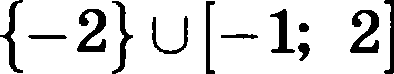 {−2} ∪ [−1; 2]